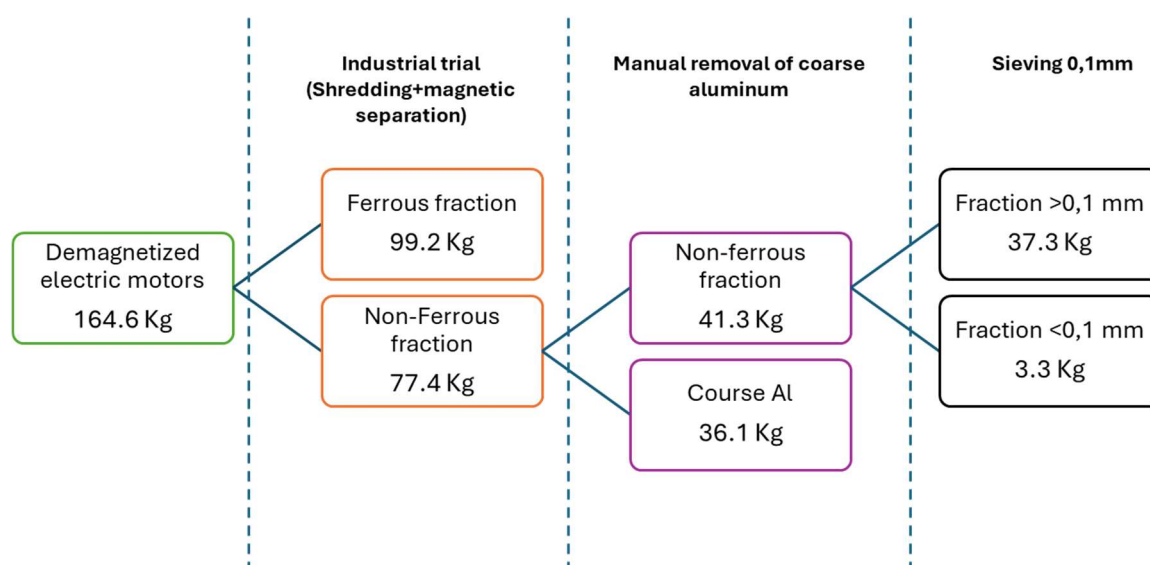 Industrial trial
(Shredding+magnetic
separation)
Manual removal of coarse
aluminum
Sieving 0,1mm
Demagnetized
electric motors
164.6 Kg
Ferrous fraction
99.2 Kg
Non-Ferrous
fraction
77.4 Kg
Non-ferrous
fraction
41.3 Kg
Course Al
36.1 Kg
Fraction >0,1 mm
37.3 Kg
Fraction <0,1 mm
3.3 Kg